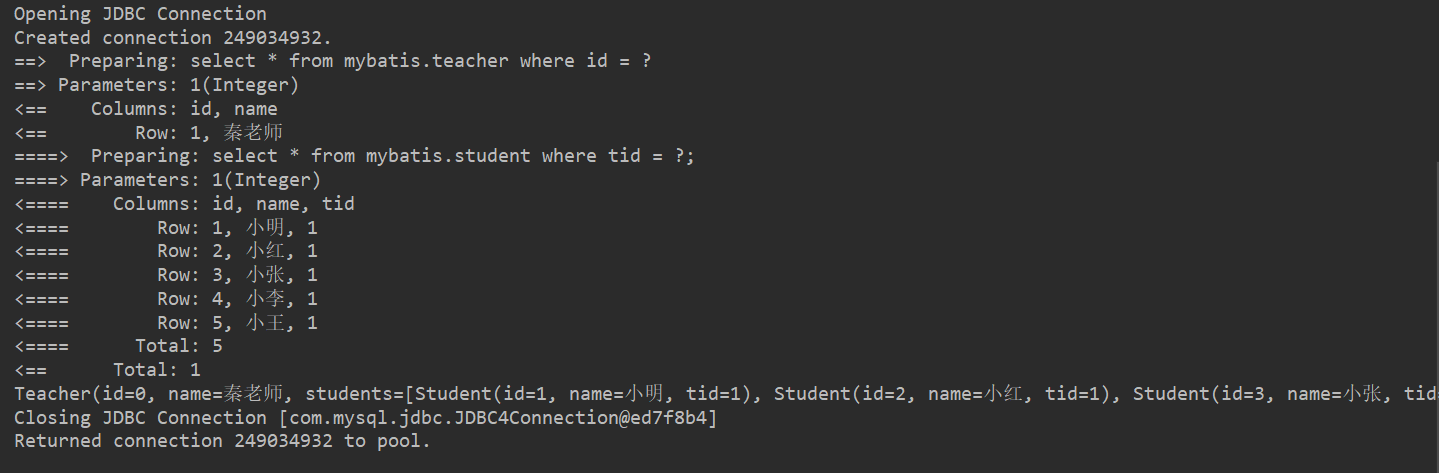 Opening JDBC Connection
Created connection 249034932.
==>  Preparing: select * from mybatis.teacher where id = ?
==> Parameters: 1(Integer)
<==    Columns: id, name
<==        Row: 1, 秦老师
====>  Preparing: select * from mybatis.student where tid = ?;
====> Parameters: 1(Integer)
<====    Columns: id, name, tid
<====        Row: 1, 小明, 1
<====        Row: 2, 小红, 1
<====        Row: 3, 小张, 1
<====        Row: 4, 小李, 1
<====        Row: 5, 小王, 1
<====      Total: 5
<==      Total: 1
Teacher(id=0, name=秦老师, students=[Student(id=1, name=小明, tid=1), Student(id=2, name=小红, tid=1), Student(id=3, name=小张, tid=
Closing JDBC Connection [com.mysql.jdbc.JDBC4Connection@ed7f8b4]
Returned connection 249034932 to pool.